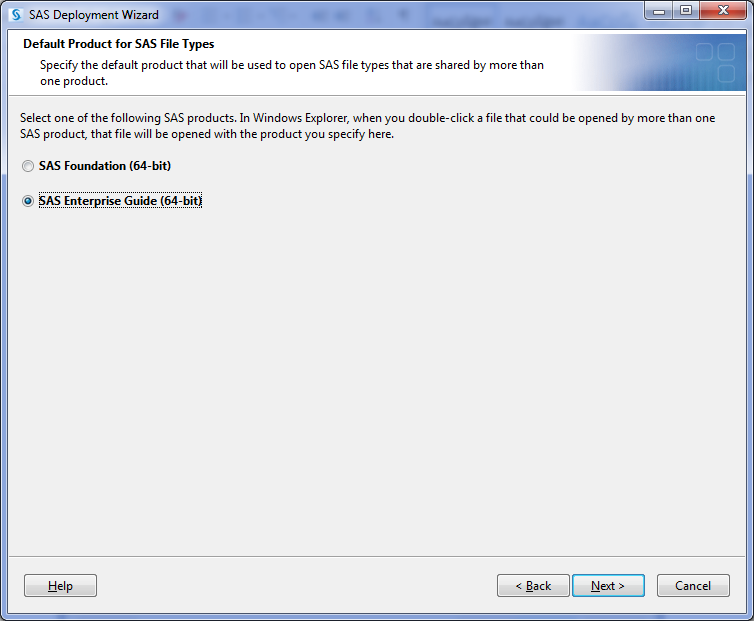 SAS Deployment Wizard
Default Product for SAS File Types
Specify the default product that will be used to open SAS file types that are shared by more than
one product.
Select one of the following SAS products. In Windows Explorer, when you double-click a file that could be opened by more than one
SAS product, that file will be opened with the product you specify here.
SAS Foundation (64-bit)
SAS Enterprise Guide (64-bit)
Help
< Back
Next >
Cancel